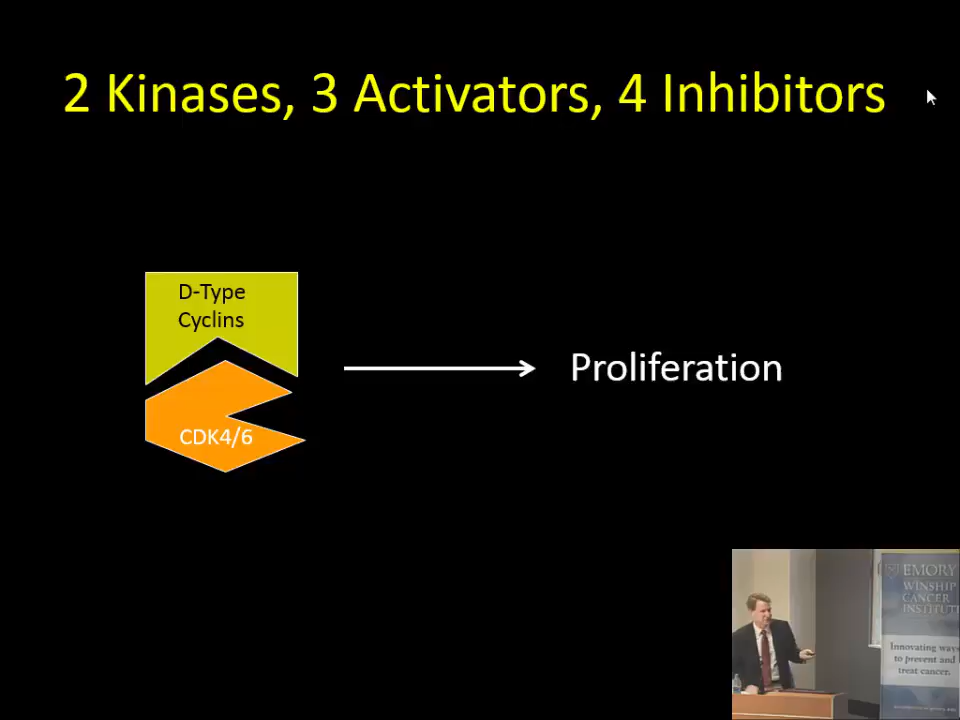 2 Kinases, 3 Activators, 4 Inhibitors
D-Type
Cyclins
CDK4/6
Proliferation
EMORY
WINSHIP
CANCER
INSTITUTE
Innovating ways
to prevent and
treat cancer.